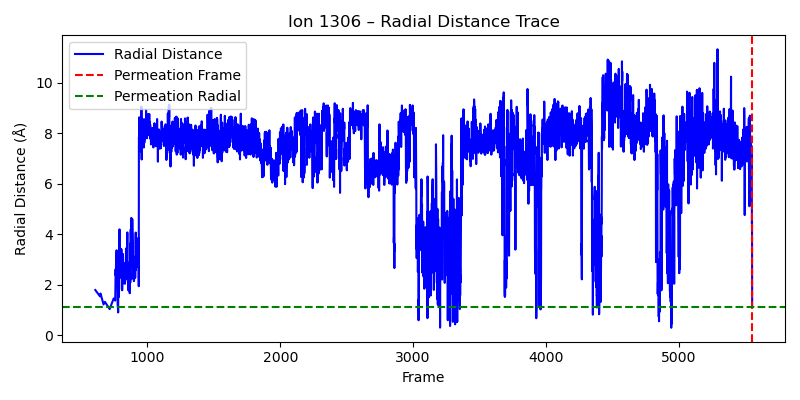 Ion 1306 – Radial Distance Trace
Radial Distance
Permeation Frame
Permeation Radial
Radial Distance (Å)
10
8
6
4
2
0
1000 2000 3000 4000 5000
Frame